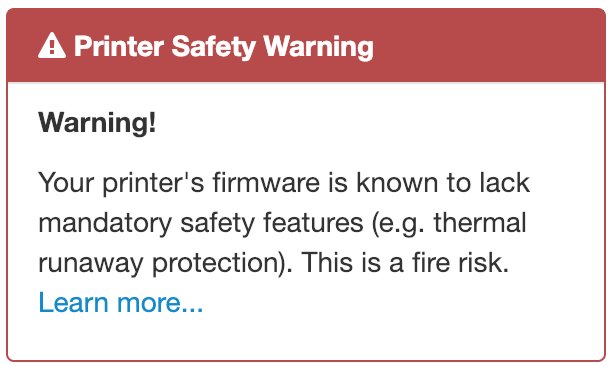 Printer Safety Warning
Warning!
Your printer's firmware is known to lack
mandatory safety features (e.g. thermal
runaway protection). This is a fire risk.
Learn more...